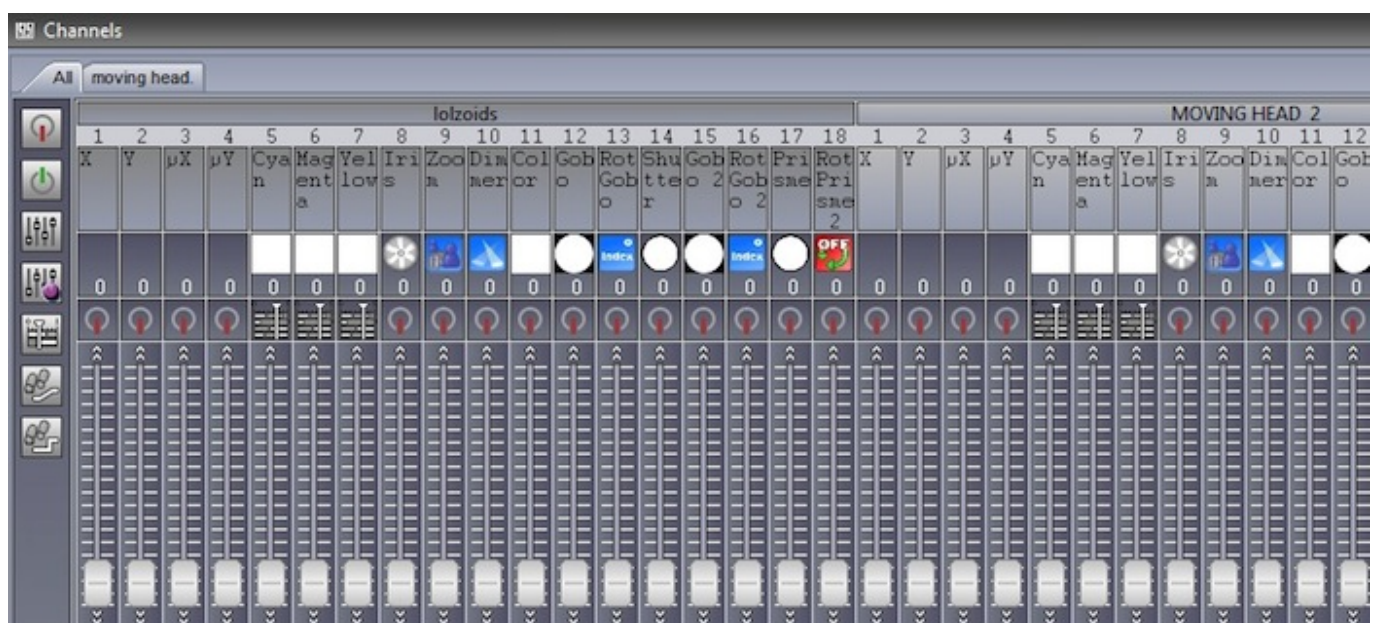 Channels
All moving head.
lolzoids MOVING HEAD 2
1 2 3 4 5 6 7 8 9 10 11 12 13 14 15 16 17 18 1 2 3 4 5 6 7 8 9 10 11 12
X Y µX µY Cya Mag Yel Iri Zoo Dim Col Gob Rot Shu Gob Rot Pri Rot X Y µX µY Cya Mag Yel Iri Zoo Dim Col Gob
n ent low s m mer or o Gob tte o 2 Gob sme Pri n ent low s m mer or o
a o r o 2 sme a
2
OFF
Index Index
0 0 0 0 0 0 0 0 0 0 0 0 0 0 0 0 0 0 0 0 0 0 0 0 0 0 0 0 0 0